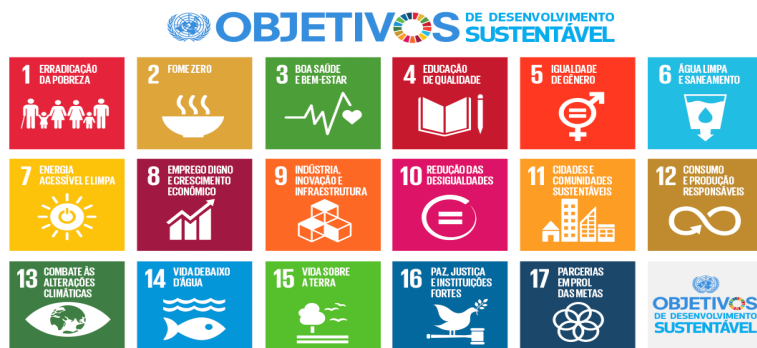 OBJETIVOS
DE DESENVOLVIMENTO
SUSTENTÁVEL
1 ERRADICAÇÃO
DA POBREZA
2 FOME ZERO
3 BOA SAÚDE
E BEM-ESTAR
4 EDUCAÇÃO
DE QUALIDADE
5 IGUALDADE
DE GÊNERO
6 ÁGUA LIMPA
E SANEAMENTO
7 ENERGIA
ACESSÍVEL E LIMPA
8 EMPREGO DIGNO
E CRESCIMENTO
ECONÔMICO
9 INDÚSTRIA,
INOVAÇÃO E
INFRAESTRUTURA
10 REDUÇÃO DAS
DESIGUALDADES
11 CIDADES E
COMUNIDADES
SUSTENTÁVEIS
12 CONSUMO
E PRODUÇÃO
RESPONSÁVEIS
13 COMBATE ÀS
ALTERAÇÕES
CLIMÁTICAS
14 VIDA DEBAIXO
D'ÁGUA
15 VIDA SOBRE
A TERRA
16 PAZ, JUSTIÇA
E INSTITUIÇÕES
FORTES
17 PARCERIAS
EM PROL
DAS METAS
OBJETIVOS
DE DESENVOLVIMENTO
SUSTENTÁVEL